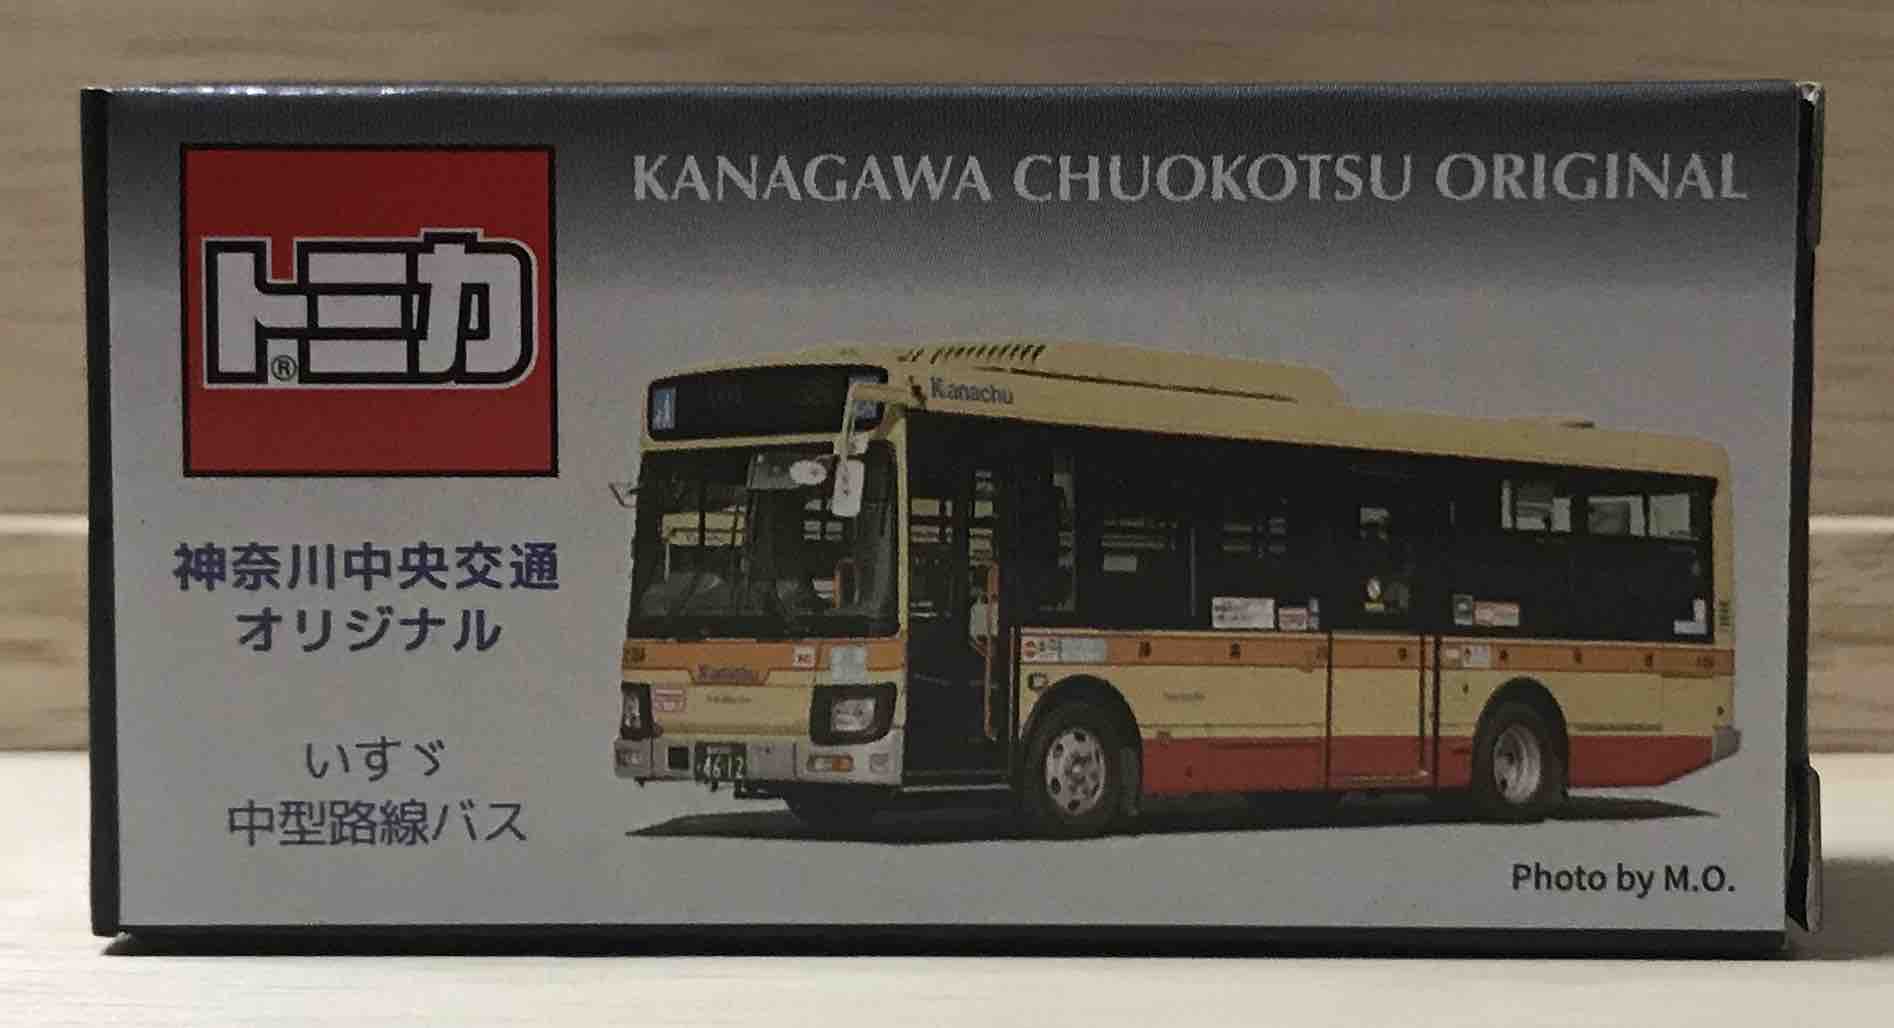 KANAGAWA CHUOKOTSU ORIGINAL
トミカ
®
神奈川中央交通
オリジナル
いすゞ
中型路線バス
Kanachu
Kanachu
4612
Photo by M.O.